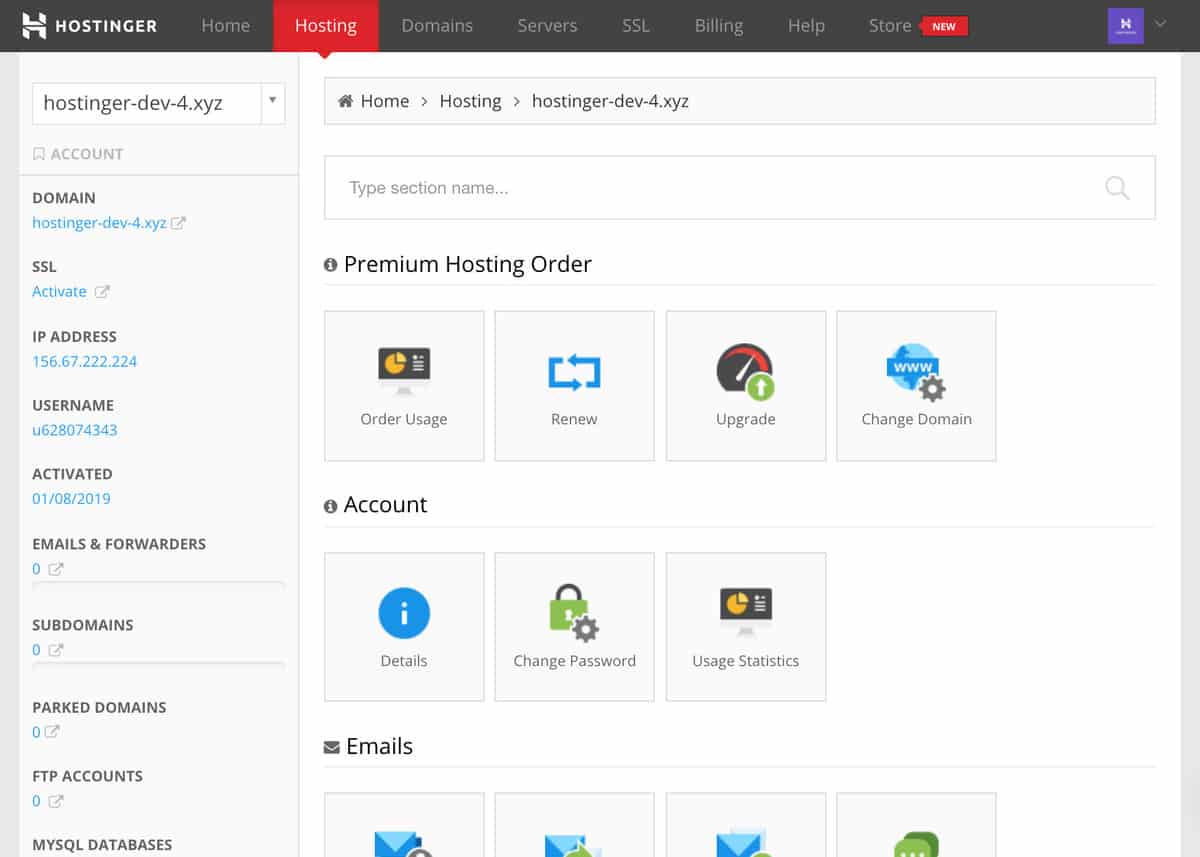 HOSTINGER Home Hosting Domains Servers SSL Billing Help Store NEW
hostinger-dev-4.xyz
ACCOUNT
DOMAIN
hostinger-dev-4.xyz
SSL
Activate
IP ADDRESS
156.67.222.224
USERNAME
u628074343
ACTIVATED
01/08/2019
EMAILS & FORWARDERS
0
SUBDOMAINS
0
PARKED DOMAINS
0
FTP ACCOUNTS
0
MYSQL DATABASES
Home > Hosting > hostinger-dev-4.xyz
Type section name...
Premium Hosting Order
Order Usage
Renew
Upgrade
WWW
Change Domain
Account
Details
Change Password
Usage Statistics
Emails